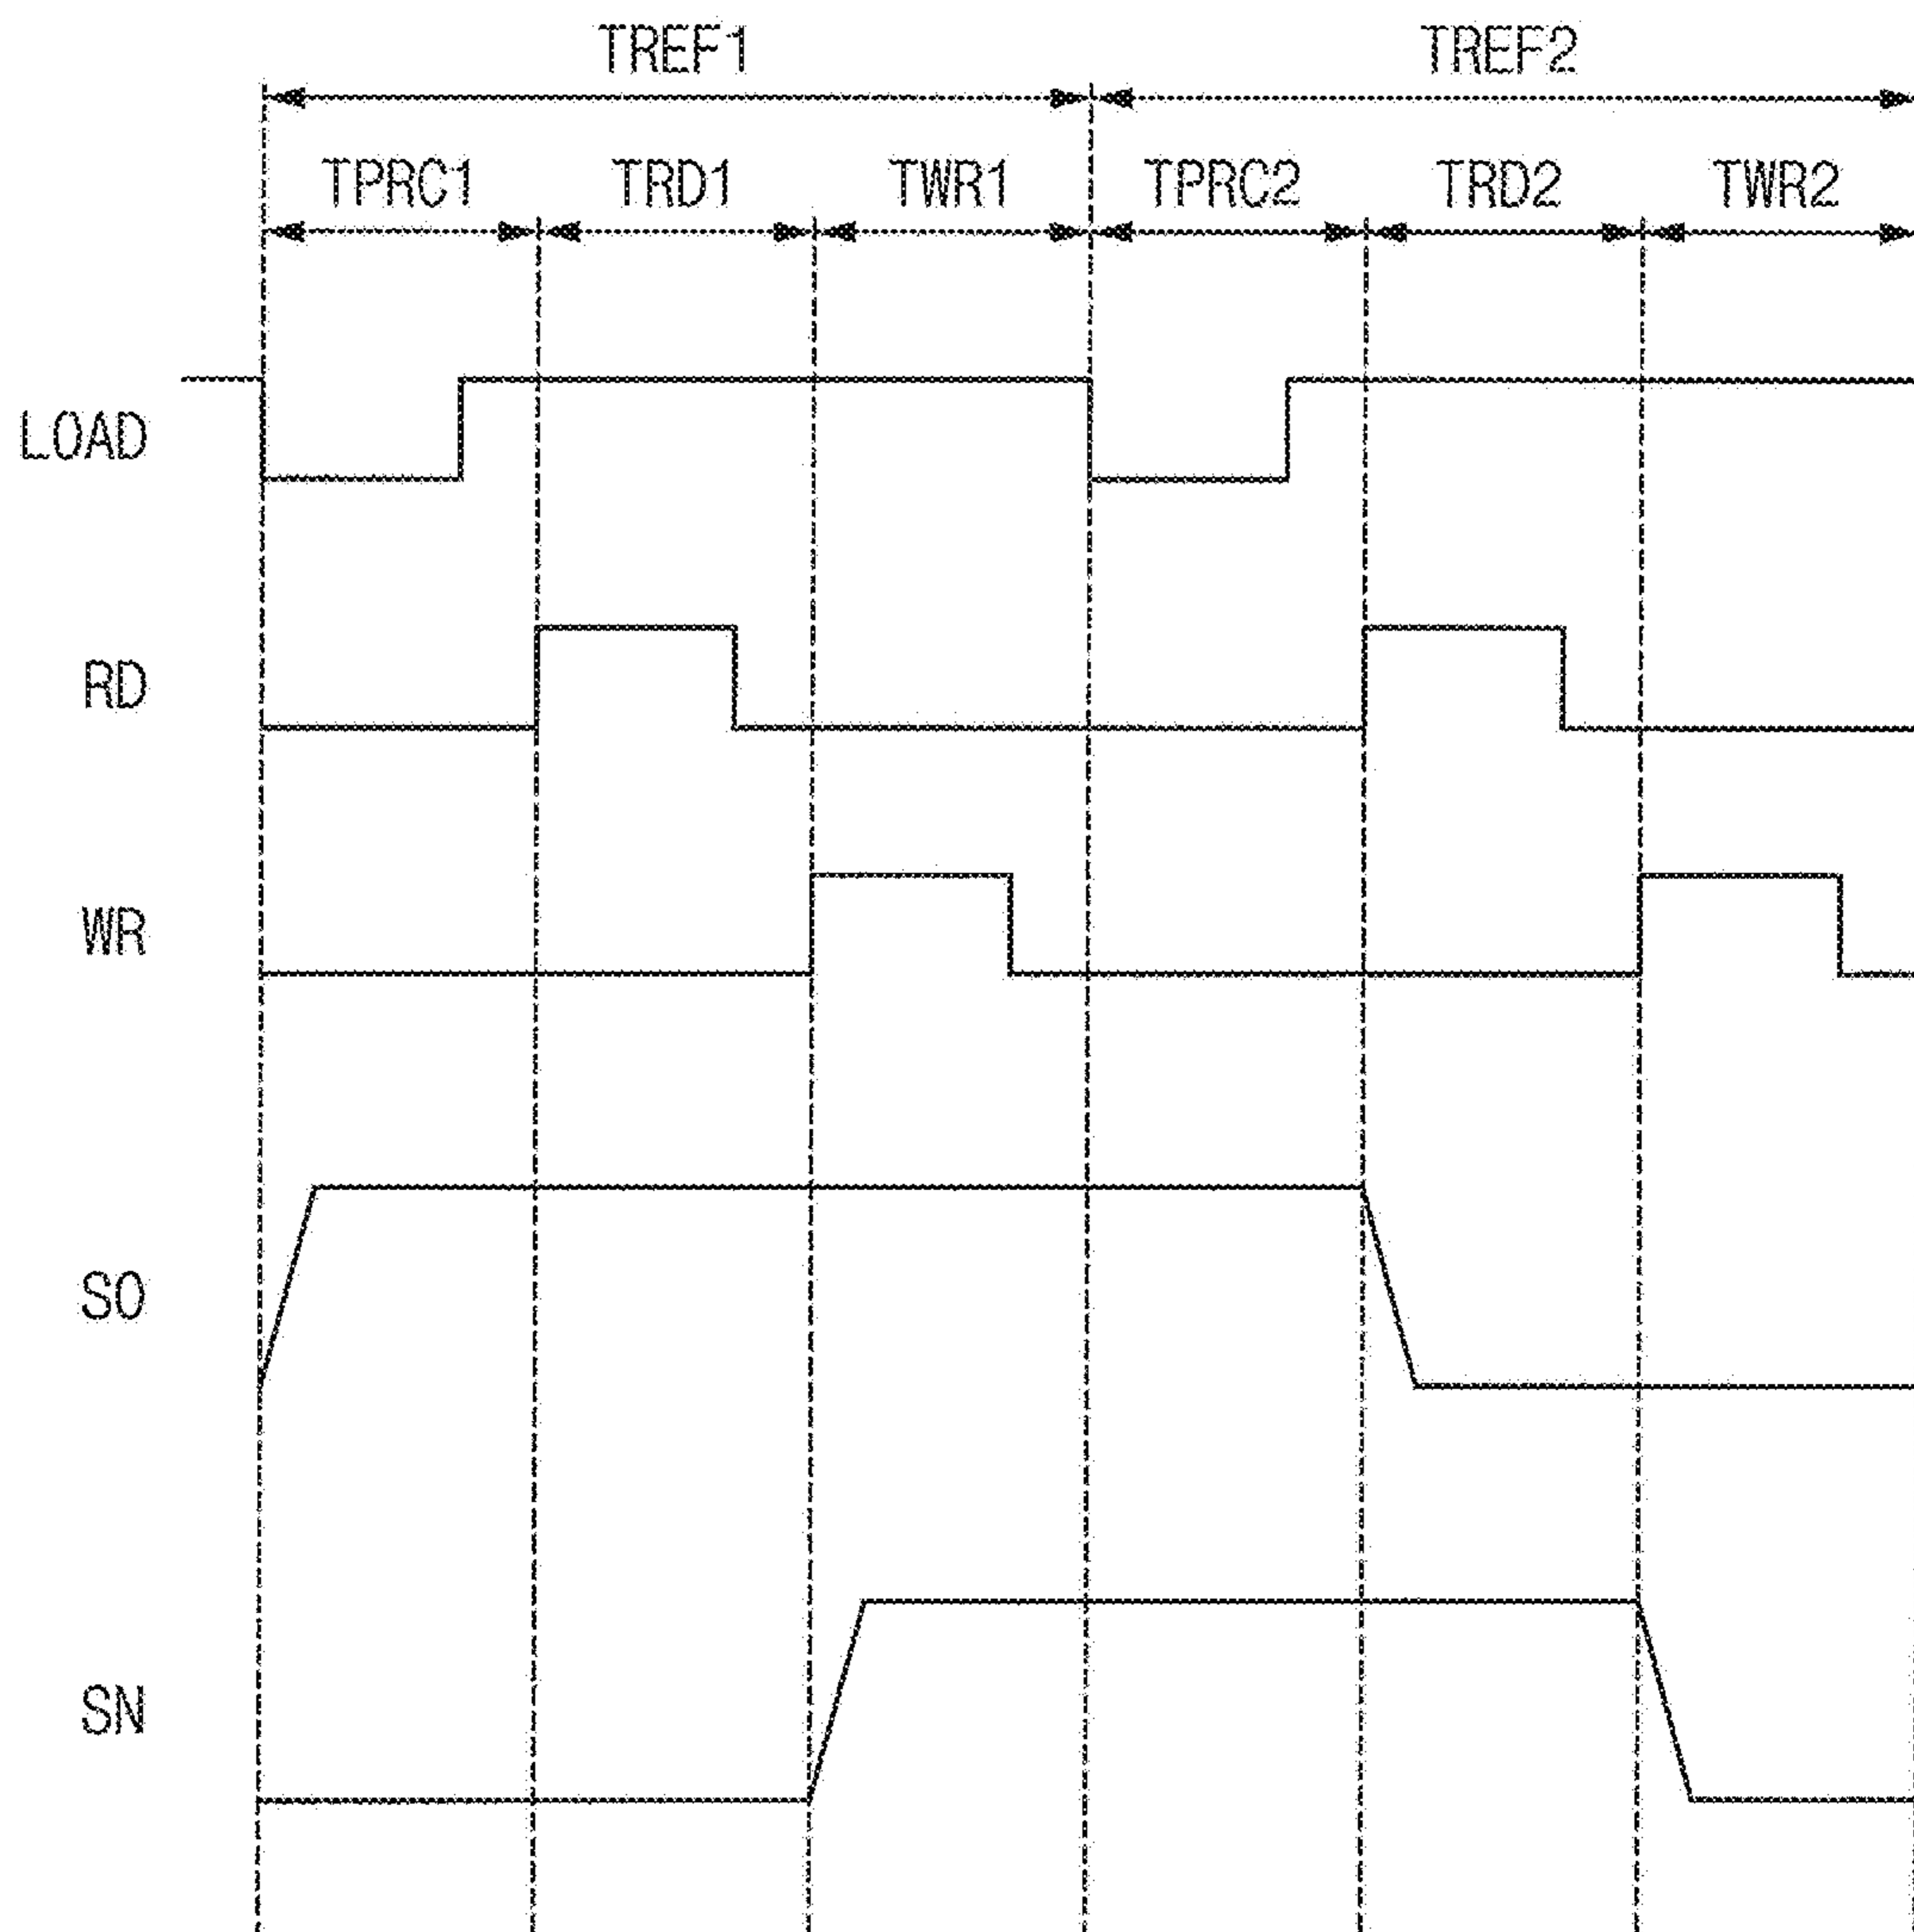 TREF1 TREF2
TPRC1 TRD1 TWR1 TPRC2 TRD2 TWR2
LOAD
RD
WR
SO
SN